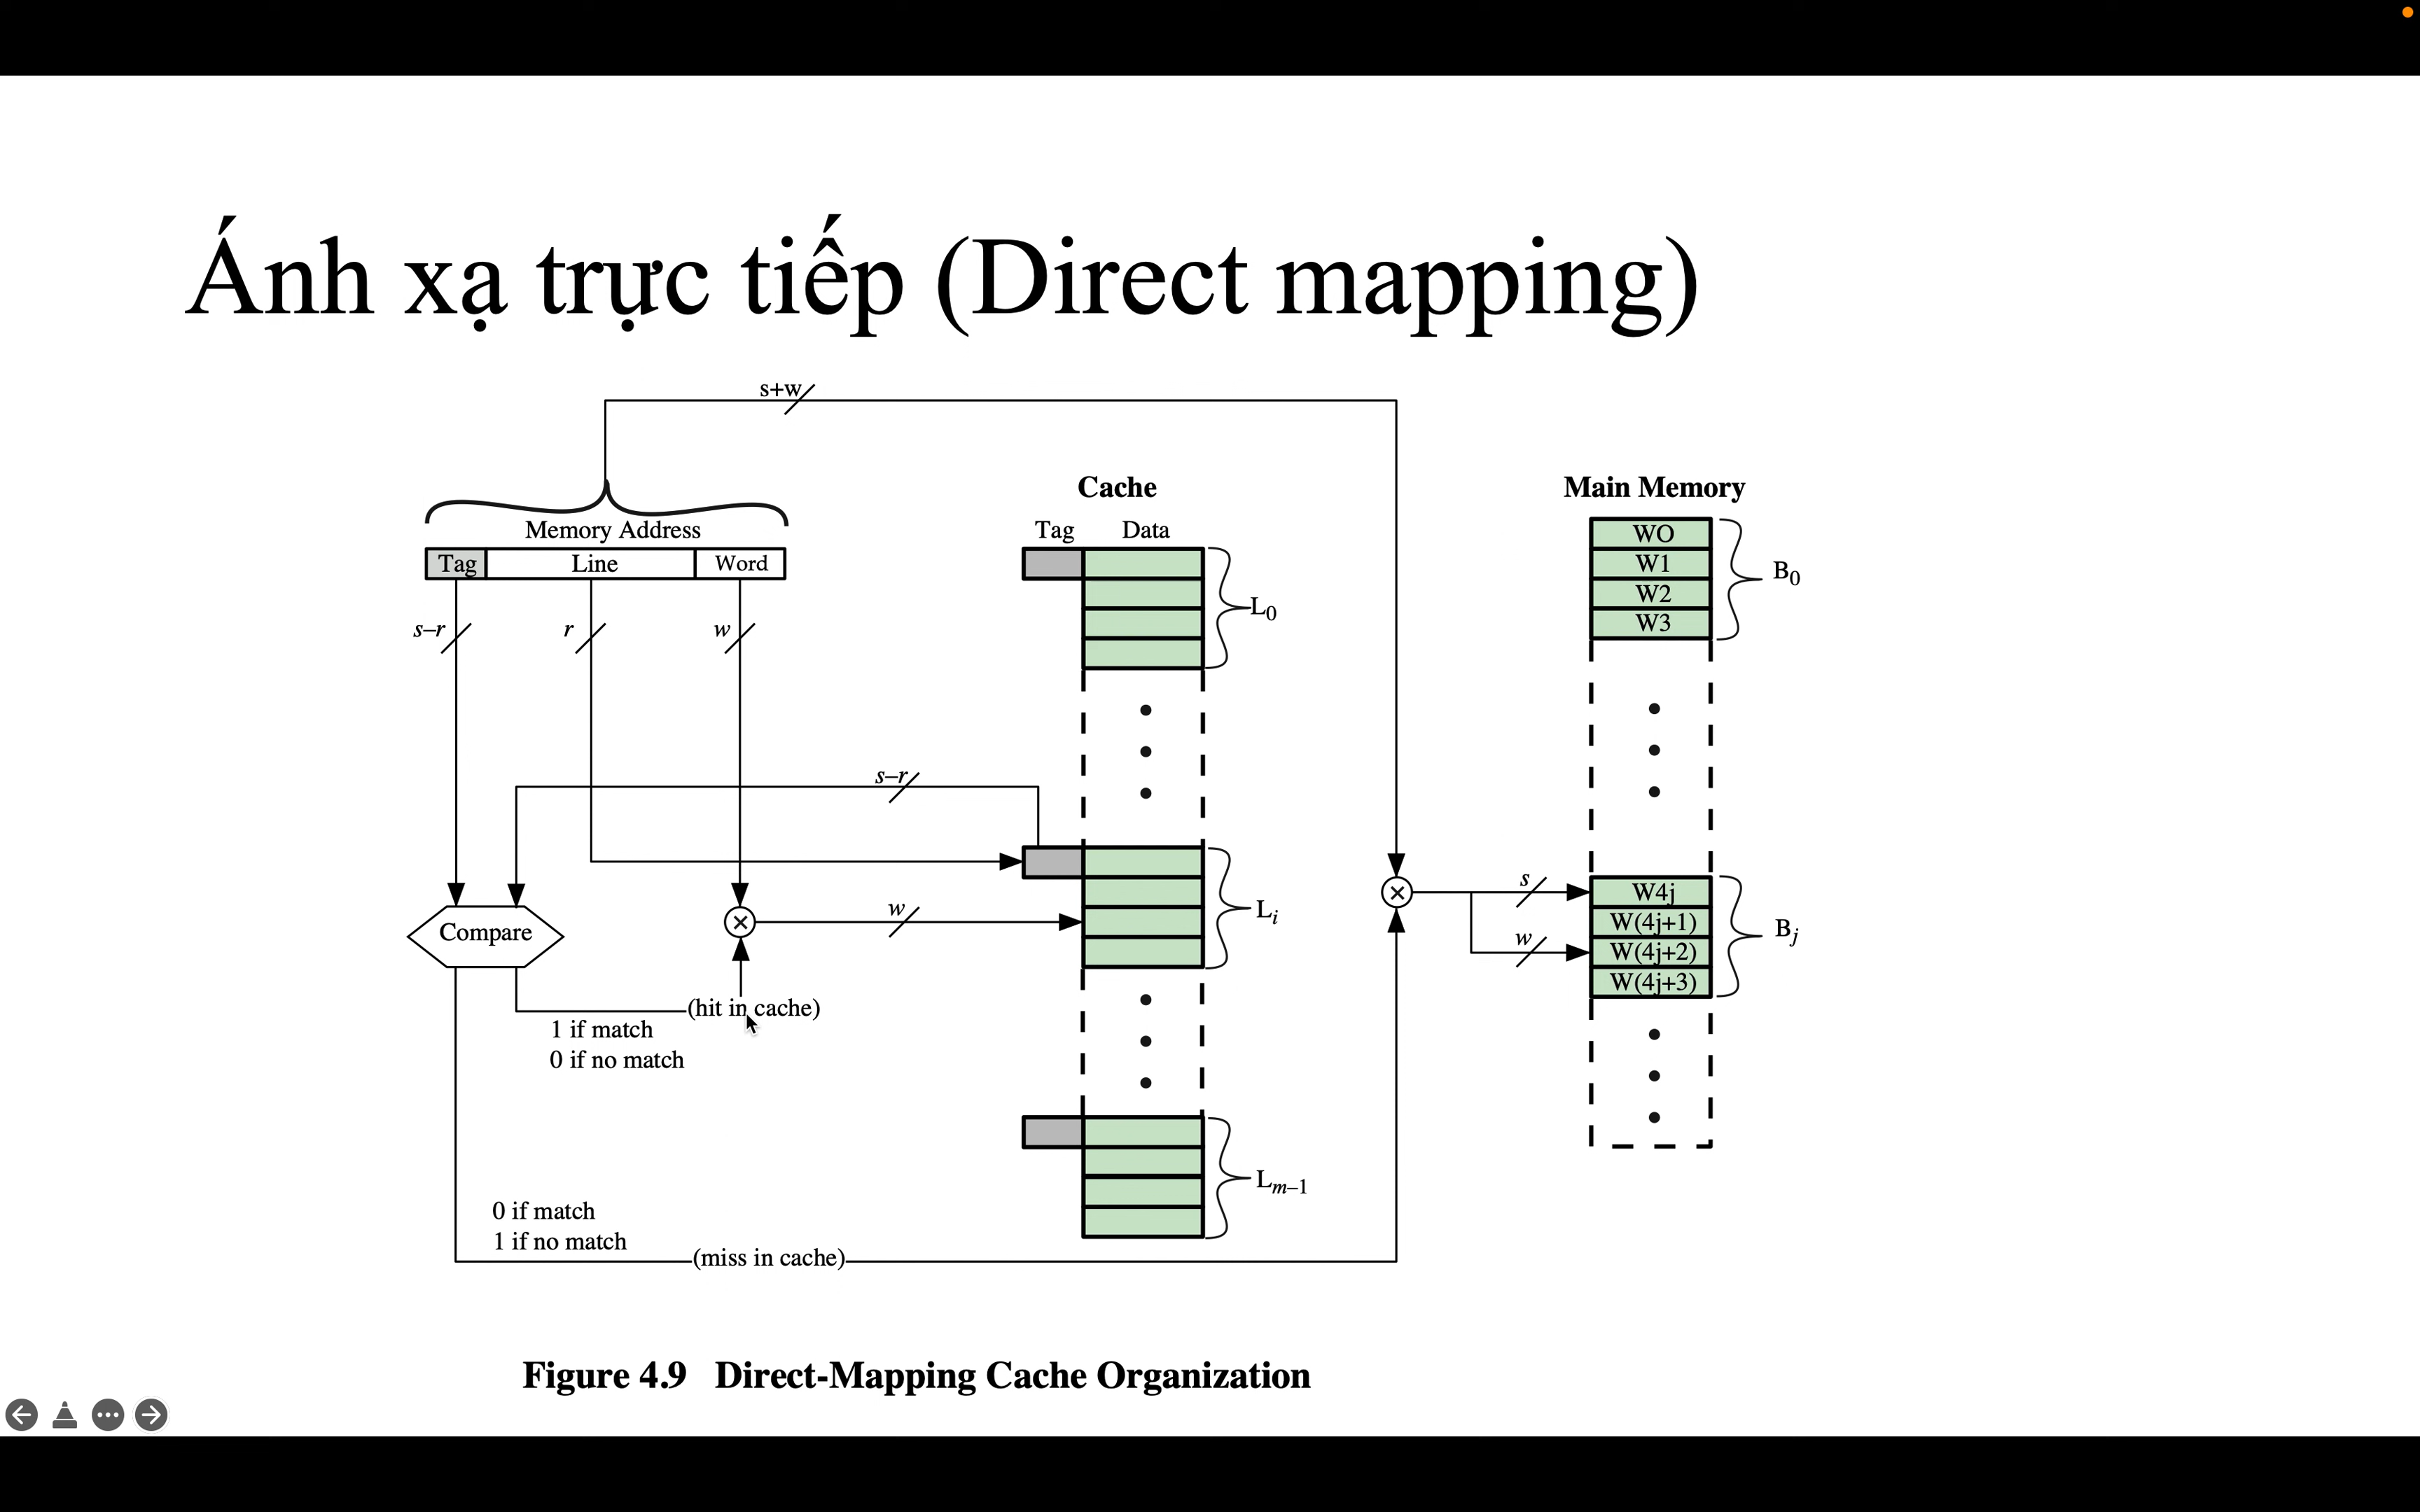 Ánh xạ trực tiếp (Direct mapping)
s+w
Cache
Main Memory
Memory Address
Tag
Data
Tag
Line
Word
WO
W1
W2
W3
B0
L0
s–r
r
w
s–r
Compare
w
Li
s
w
W4j
W(4j+1)
W(4j+2)
W(4j+3)
Bj
(hit in cache)
1 if match
0 if no match
Lm–1
0 if match
1 if no match
(miss in cache)
Figure 4.9 Direct-Mapping Cache Organization